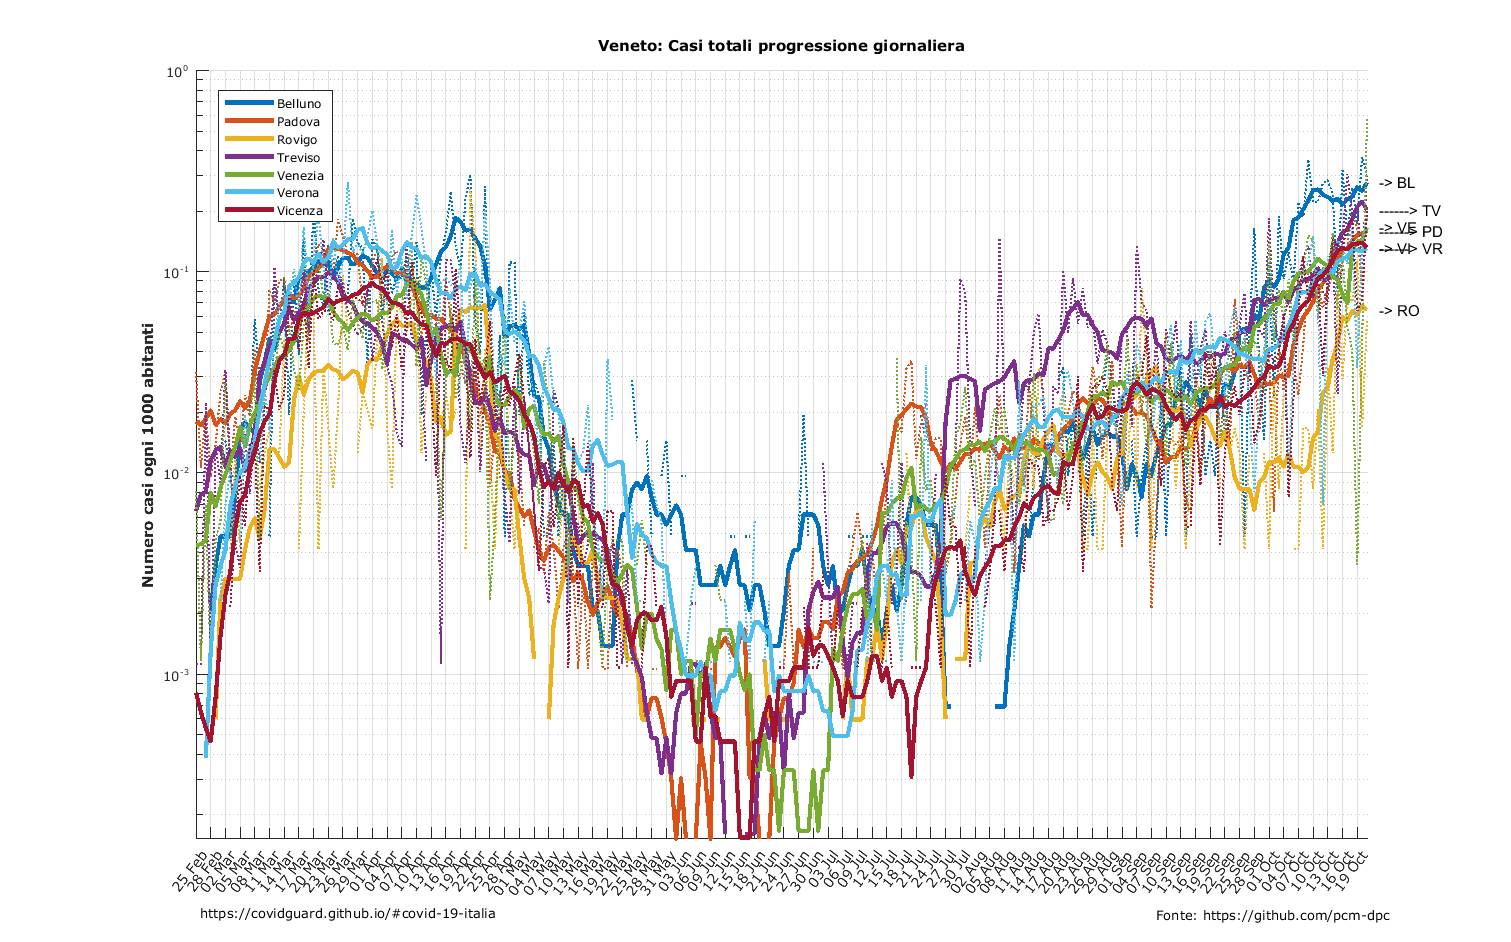 Veneto: Casi totali progressione giornaliera
Numero casi ogni 1000 abitanti
10⁰
10⁻¹
10⁻²
10⁻³
Belluno
Padova
Rovigo
Treviso
Venezia
Verona
Vicenza
-> BL
------> TV
-> VE
------> PD
-> VI
------> VR
-> RO
25 Feb
28 Feb
02 Mar
05 Mar
08 Mar
11 Mar
14 Mar
17 Mar
20 Mar
23 Mar
26 Mar
29 Mar
01 Apr
04 Apr
07 Apr
10 Apr
13 Apr
16 Apr
19 Apr
22 Apr
25 Apr
28 Apr
01 May
04 May
07 May
10 May
13 May
16 May
19 May
22 May
25 May
28 May
31 May
03 Jun
06 Jun
09 Jun
12 Jun
15 Jun
18 Jun
21 Jun
24 Jun
27 Jun
30 Jun
03 Jul
06 Jul
09 Jul
12 Jul
15 Jul
18 Jul
21 Jul
24 Jul
27 Jul
30 Jul
02 Aug
05 Aug
08 Aug
11 Aug
14 Aug
17 Aug
20 Aug
23 Aug
26 Aug
29 Aug
01 Sep
04 Sep
07 Sep
10 Sep
13 Sep
16 Sep
19 Sep
22 Sep
25 Sep
28 Sep
01 Oct
04 Oct
07 Oct
10 Oct
13 Oct
16 Oct
19 Oct
https://covidguard.github.io/#covid-19-italia
Fonte: https://github.com/pcm-dpc